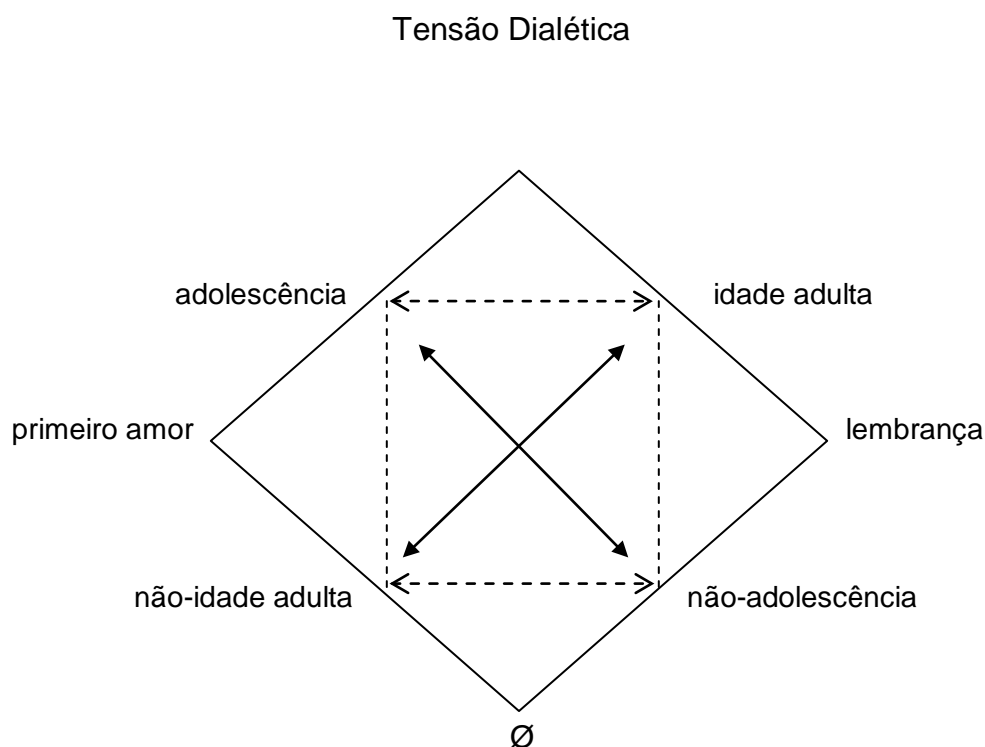 Tensão Dialética
adolescência
idade adulta
primeiro amor
lembrança
não-idade adulta
não-adolescência
Ø